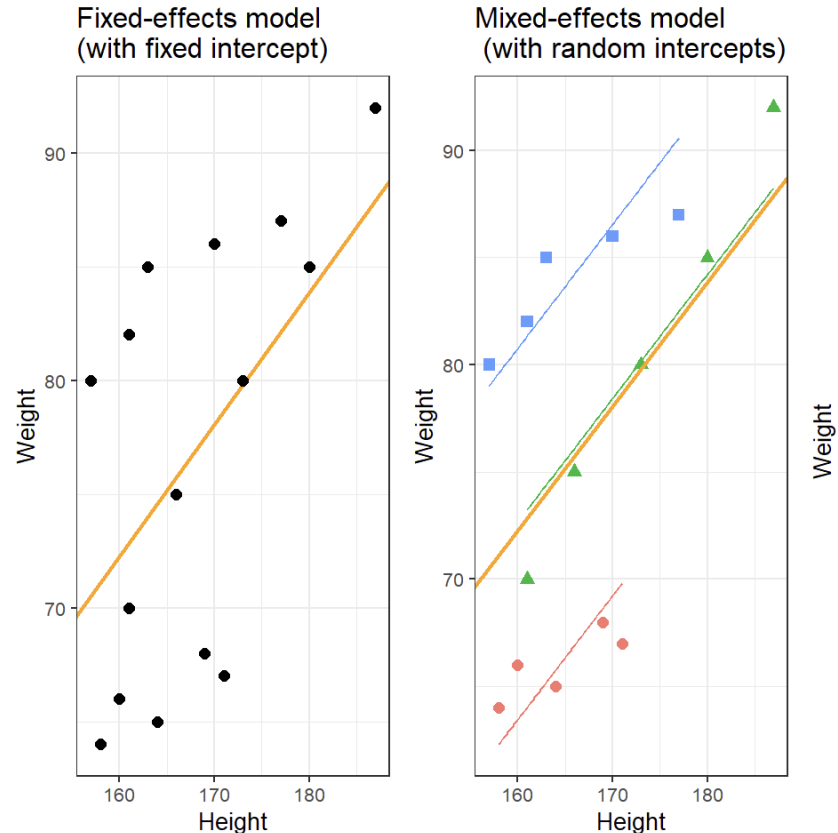 Fixed-effects model
(with fixed intercept)
90
80
70
Weight
160 170 180
Height
Mixed-effects model
(with random intercepts)
90
80
70
Weight
160 170 180
Height
Weight